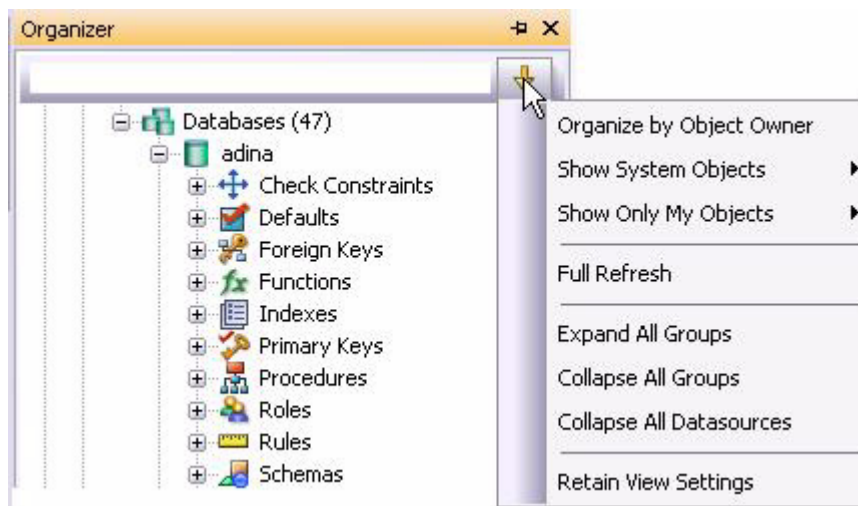 Organizer
Databases (47)
adina
Check Constraints
Defaults
Foreign Keys
Functions
Indexes
Primary Keys
Procedures
Roles
Rules
Schemas
Organize by Object Owner
Show System Objects
Show Only My Objects
Full Refresh
Expand All Groups
Collapse All Groups
Collapse All Datasources
Retain View Settings